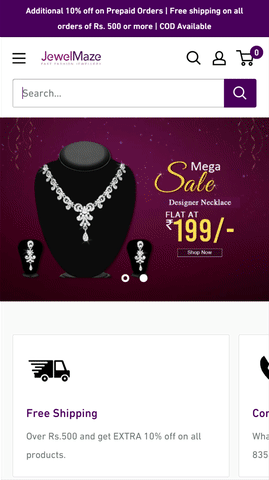 Additional 10% off on Prepaid Orders | Free shipping on all
orders of Rs. 500 or more | COD Available
JewelMaze
0
Search...
Mega
Sale
Designer Necklace
FLAT AT
₹199/-
Shop Now
Free Shipping
Over Rs.500 and get EXTRA 10% off on all
products.
Con
Wha
835